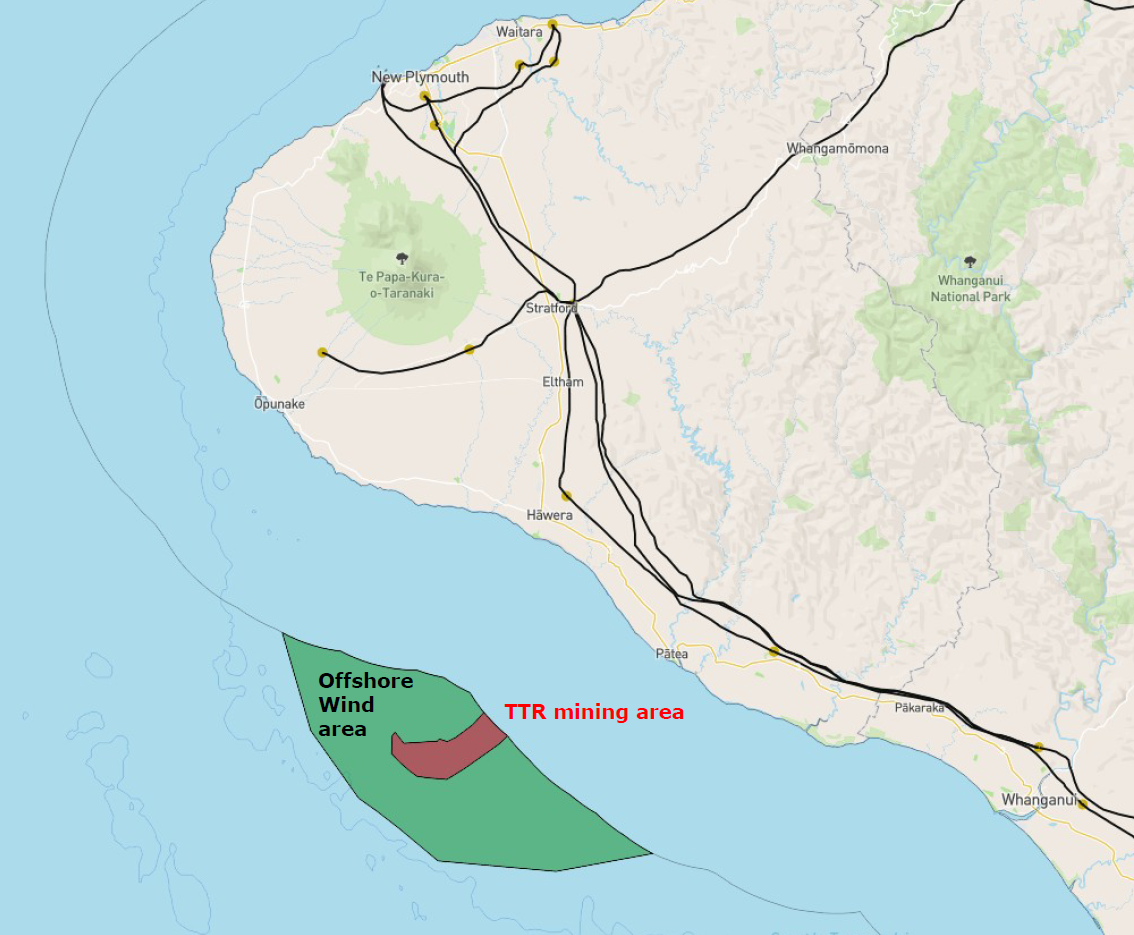 Waitara
New Plymouth
Whangamōmona
Te Papa-Kura-
o-Taranaki
Whanganui
National Park
Stratford
Eltham
Ōpunake
Hāwera
Pātea
Offshore
Wind
area
TTR mining area
Pākaraka
Whanganui